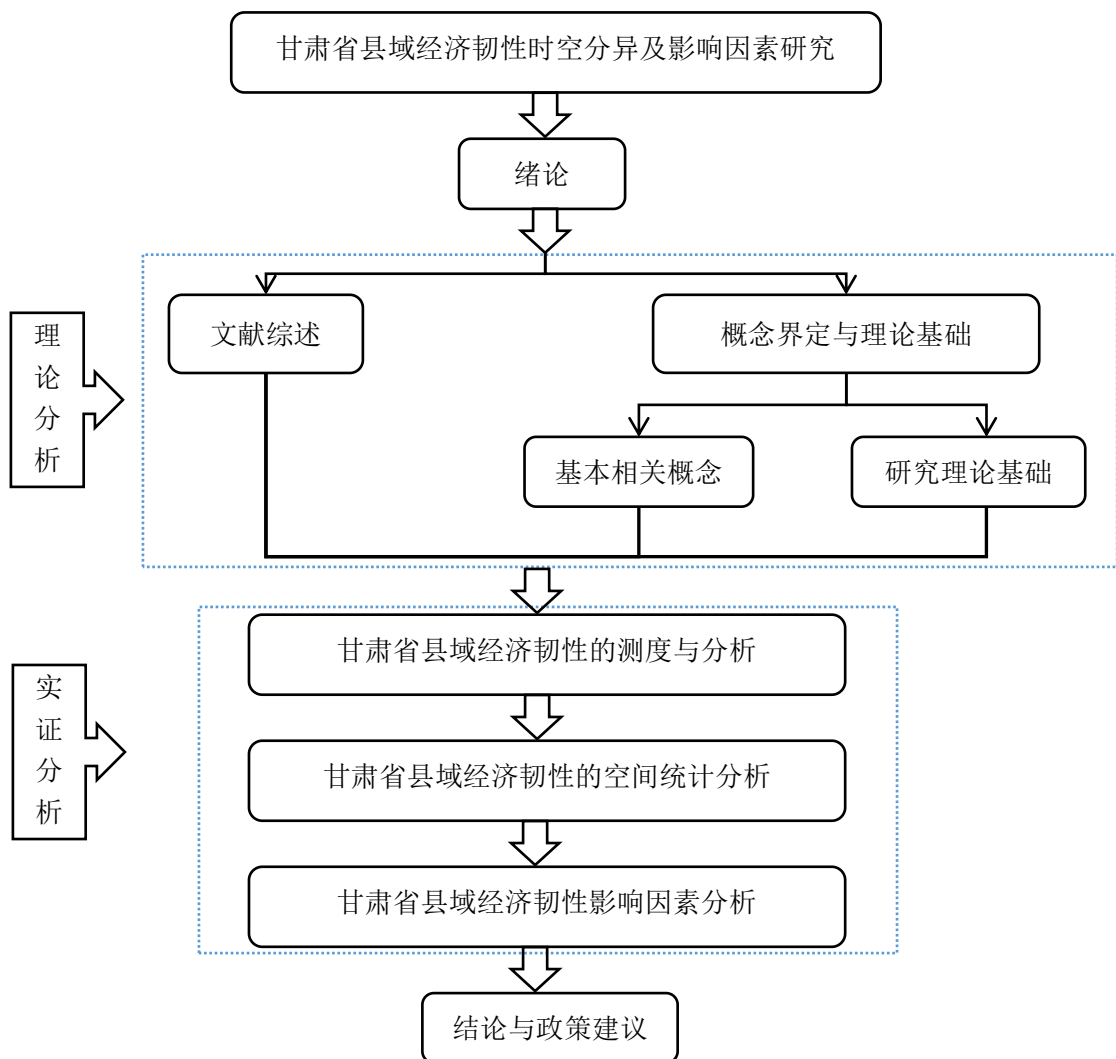 甘肃省县域经济韧性时空分异及影响因素研究
绪论
理论分析
文献综述
概念界定与理论基础
基本相关概念
研究理论基础
实证分析
甘肃省县域经济韧性的测度与分析
甘肃省县域经济韧性的空间统计分析
甘肃省县域经济韧性影响因素分析
结论与政策建议